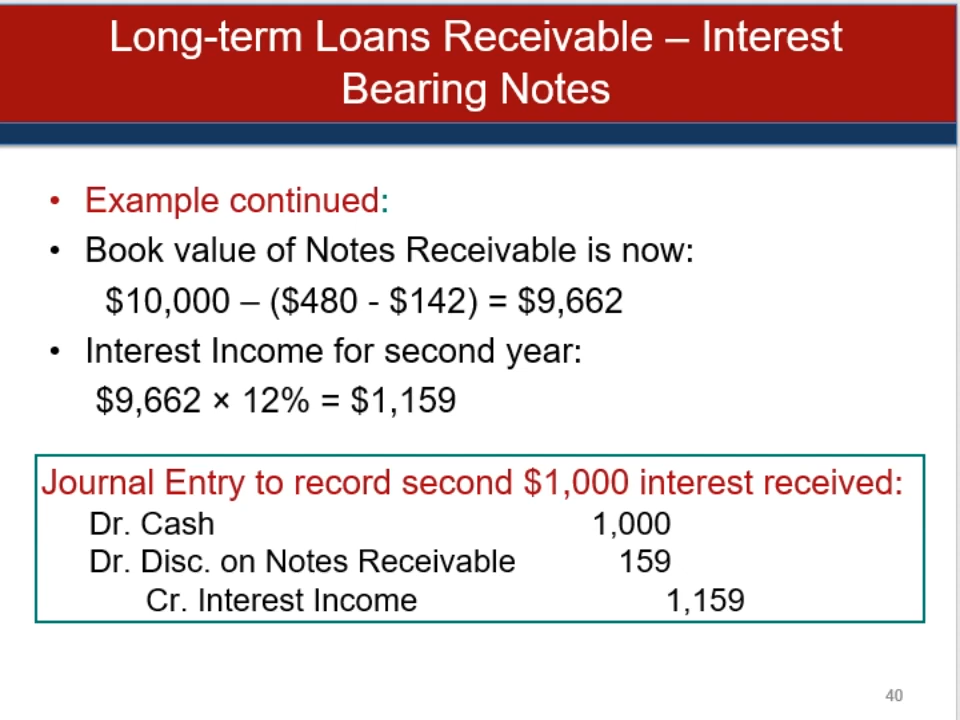 Long-term Loans Receivable – Interest
Bearing Notes
• Example continued:
• Book value of Notes Receivable is now:
$10,000 – ($480 - $142) = $9,662
• Interest Income for second year:
$9,662 × 12% = $1,159
Journal Entry to record second $1,000 interest received:
Dr. Cash 1,000
Dr. Disc. on Notes Receivable 159
Cr. Interest Income 1,159
40